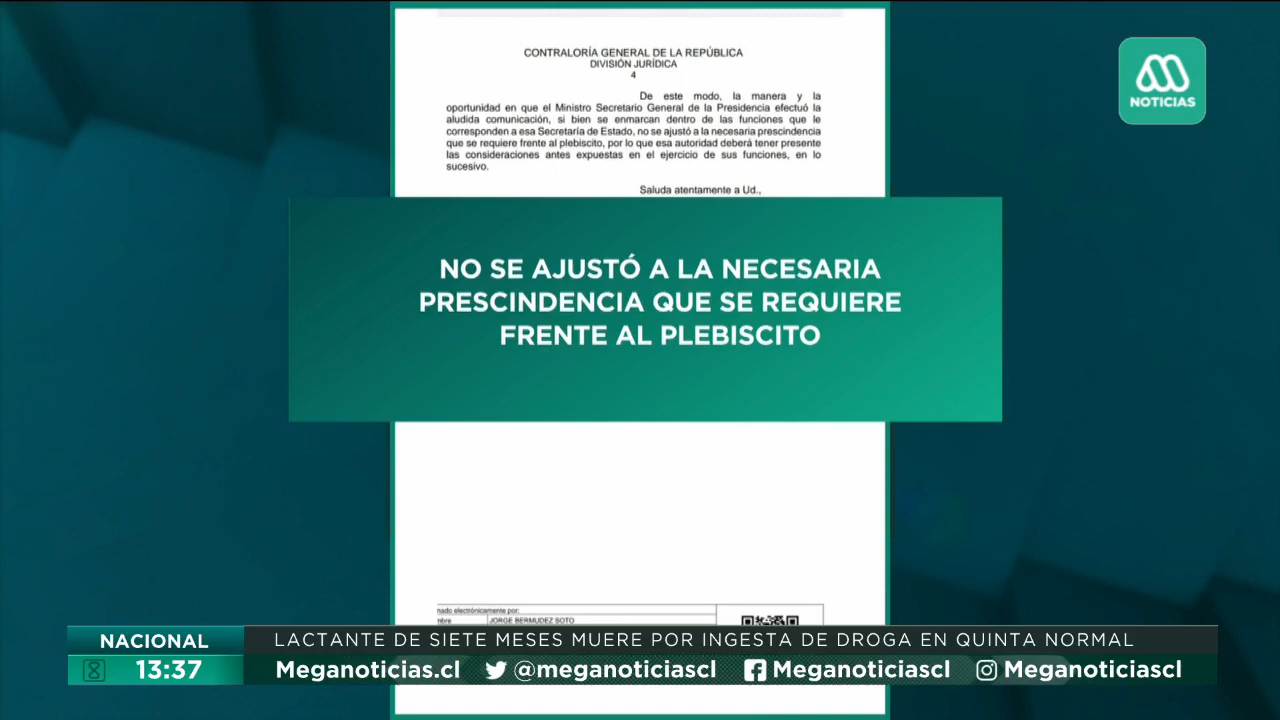 CONTRALORÍA GENERAL DE LA REPÚBLICA
DIVISIÓN JURÍDICA
4
De este modo, la manera y la
oportunidad en que el Ministro Secretario General de la Presidencia efectuó la
aludida comunicación, si bien se enmarcan dentro de las funciones que le
corresponden a esa Secretaría de Estado, no se ajustó a la necesaria prescindencia
que se requiere frente al plebiscito, por lo que esa autoridad deberá tener presente
las consideraciones antes expuestas en el ejercicio de sus funciones, en lo
sucesivo.
Saluda atentamente a Ud.,
NOTICIAS
NO SE AJUSTÓ A LA NECESARIA
PRESCINDENCIA QUE SE REQUIERE
FRENTE AL PLEBISCITO
mado electrónicamente por:
mbre JORGE BERMUDEZ SOTO
NACIONAL LACTANTE DE SIETE MESES MUERE POR INGESTA DE DROGA EN QUINTA NORMAL
13:37 Meganoticias.cl @meganoticiascl Meganoticiascl Meganoticiascl